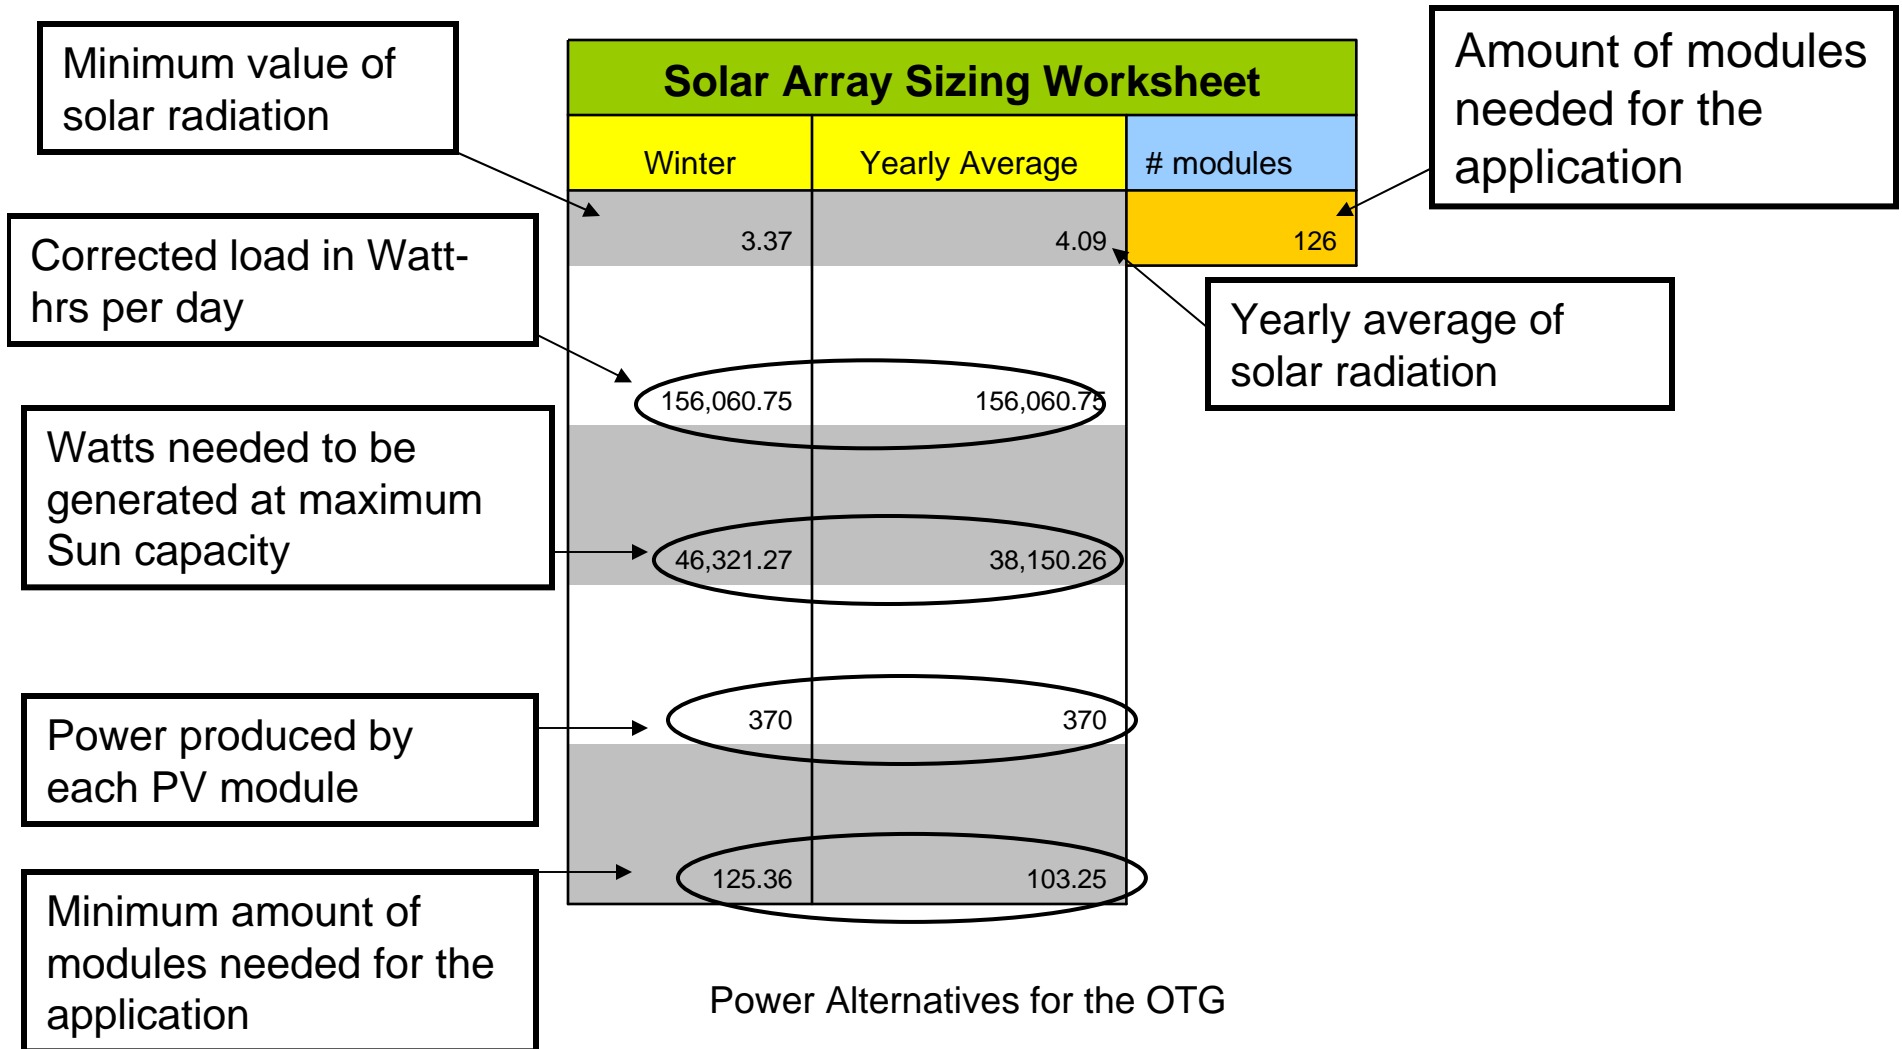 Minimum value of
solar radiation
Solar Array Sizing Worksheet
Amount of modules
needed for the
application
Winter
Yearly Average
# modules
3.37
4.09
126
Corrected load in Watt-
hrs per day
Yearly average of
solar radiation
156,060.75
156,060.75
Watts needed to be
generated at maximum
Sun capacity
46,321.27
38,150.26
Power produced by
each PV module
370
370
Minimum amount of
modules needed for the
application
125.36
103.25
Power Alternatives for the OTG